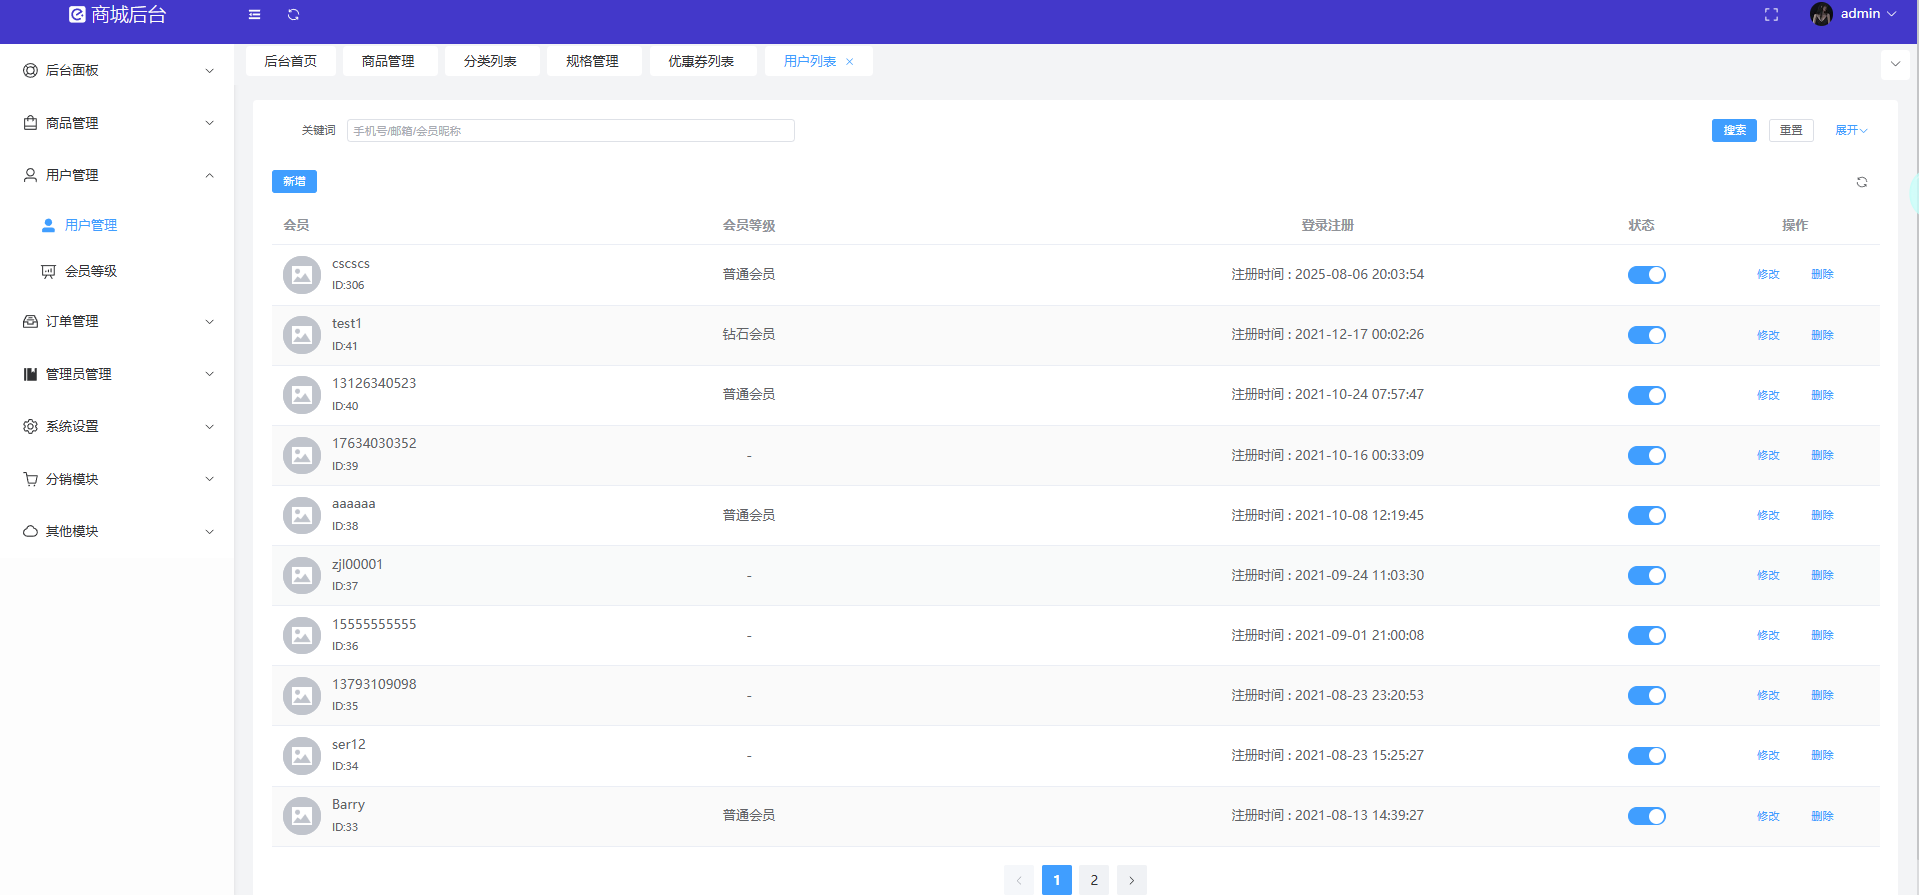 商城后台
admin
后台面板
商品管理
用户管理
用户管理
会员等级
订单管理
管理员管理
系统设置
分销模块
其他模块
后台首页 商品管理 分类列表 规格管理 优惠券列表 用户列表 ×
关键词 手机号/邮箱/会员昵称 搜索 重置 展开
新增
会员 会员等级 登录注册 状态 操作
cscscs
ID:306
普通会员 注册时间 : 2025-08-06 20:03:54 修改 删除
test1
ID:41
钻石会员 注册时间 : 2021-12-17 00:02:26 修改 删除
13126340523
ID:40
普通会员 注册时间 : 2021-10-24 07:57:47 修改 删除
17634030352
ID:39
- 注册时间 : 2021-10-16 00:33:09 修改 删除
aaaaaa
ID:38
普通会员 注册时间 : 2021-10-08 12:19:45 修改 删除
zjl00001
ID:37
- 注册时间 : 2021-09-24 11:03:30 修改 删除
15555555555
ID:36
- 注册时间 : 2021-09-01 21:00:08 修改 删除
13793109098
ID:35
- 注册时间 : 2021-08-23 23:20:53 修改 删除
ser12
ID:34
- 注册时间 : 2021-08-23 15:25:27 修改 删除
Barry
ID:33
普通会员 注册时间 : 2021-08-13 14:39:27 修改 删除
1 2